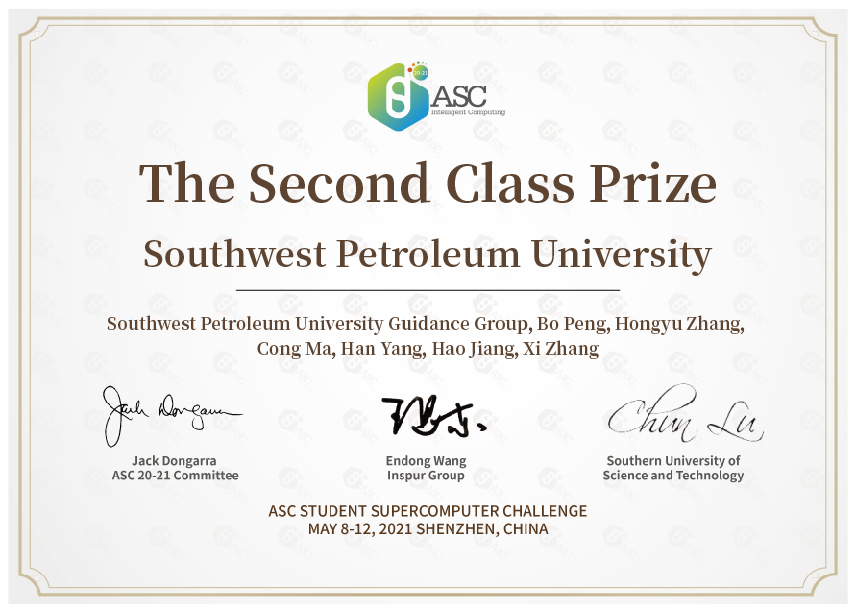 20-21
ASC
Intelligent Computing
The Second Class Prize
Southwest Petroleum University
Southwest Petroleum University Guidance Group, Bo Peng, Hongyu Zhang,
Cong Ma, Han Yang, Hao Jiang, Xi Zhang
Jack Dongarra
Chun Lu
Jack Dongarra
ASC 20-21 Committee
Endong Wang
Inspur Group
Southern University of
Science and Technology
ASC STUDENT SUPERCOMPUTER CHALLENGE
MAY 8-12, 2021 SHENZHEN, CHINA